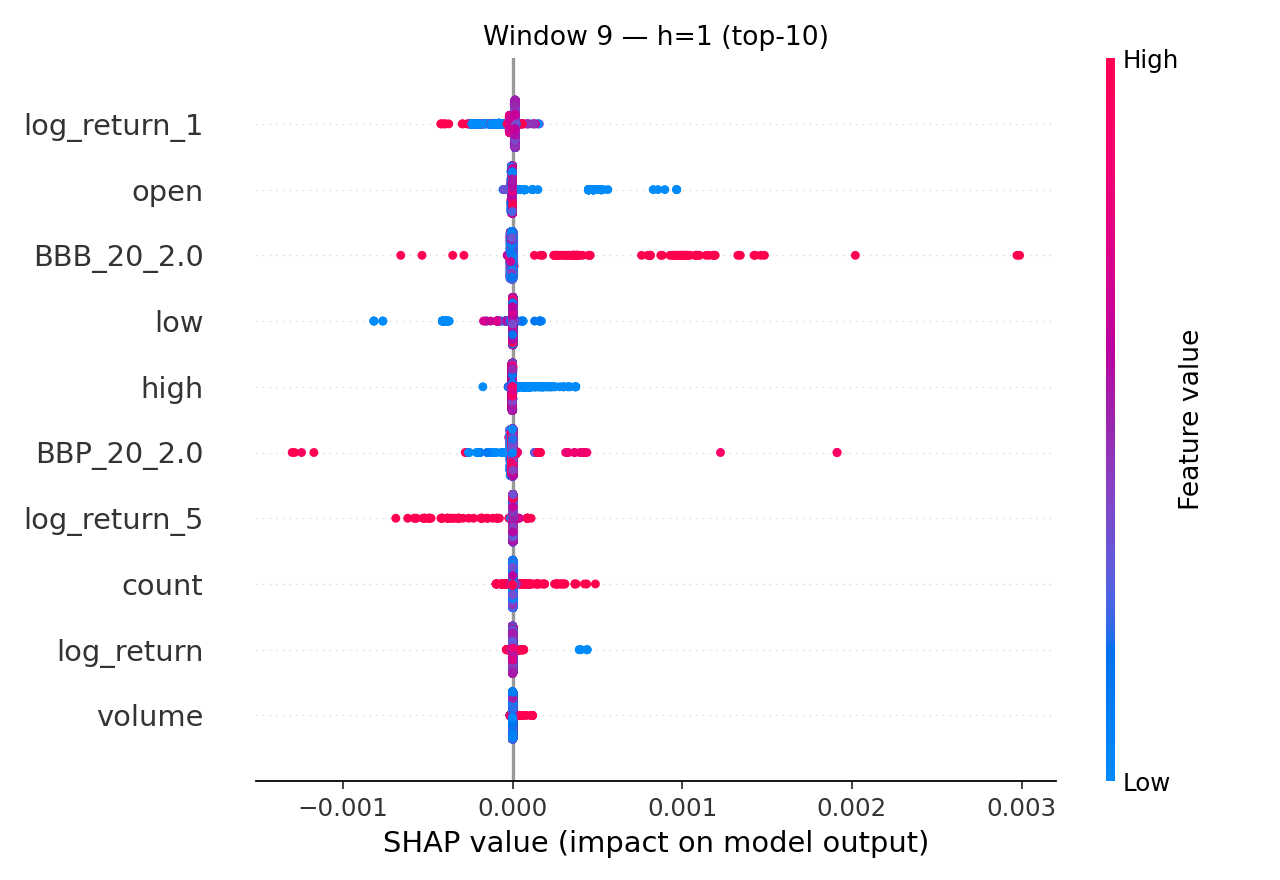 Window 9 — h=1 (top-10)
High
log_return_1
open
BBB_20_2.0
low
high
BBP_20_2.0
log_return_5
count
log_return
volume
Feature value
Low
−0.001 0.000 0.001 0.002 0.003
SHAP value (impact on model output)